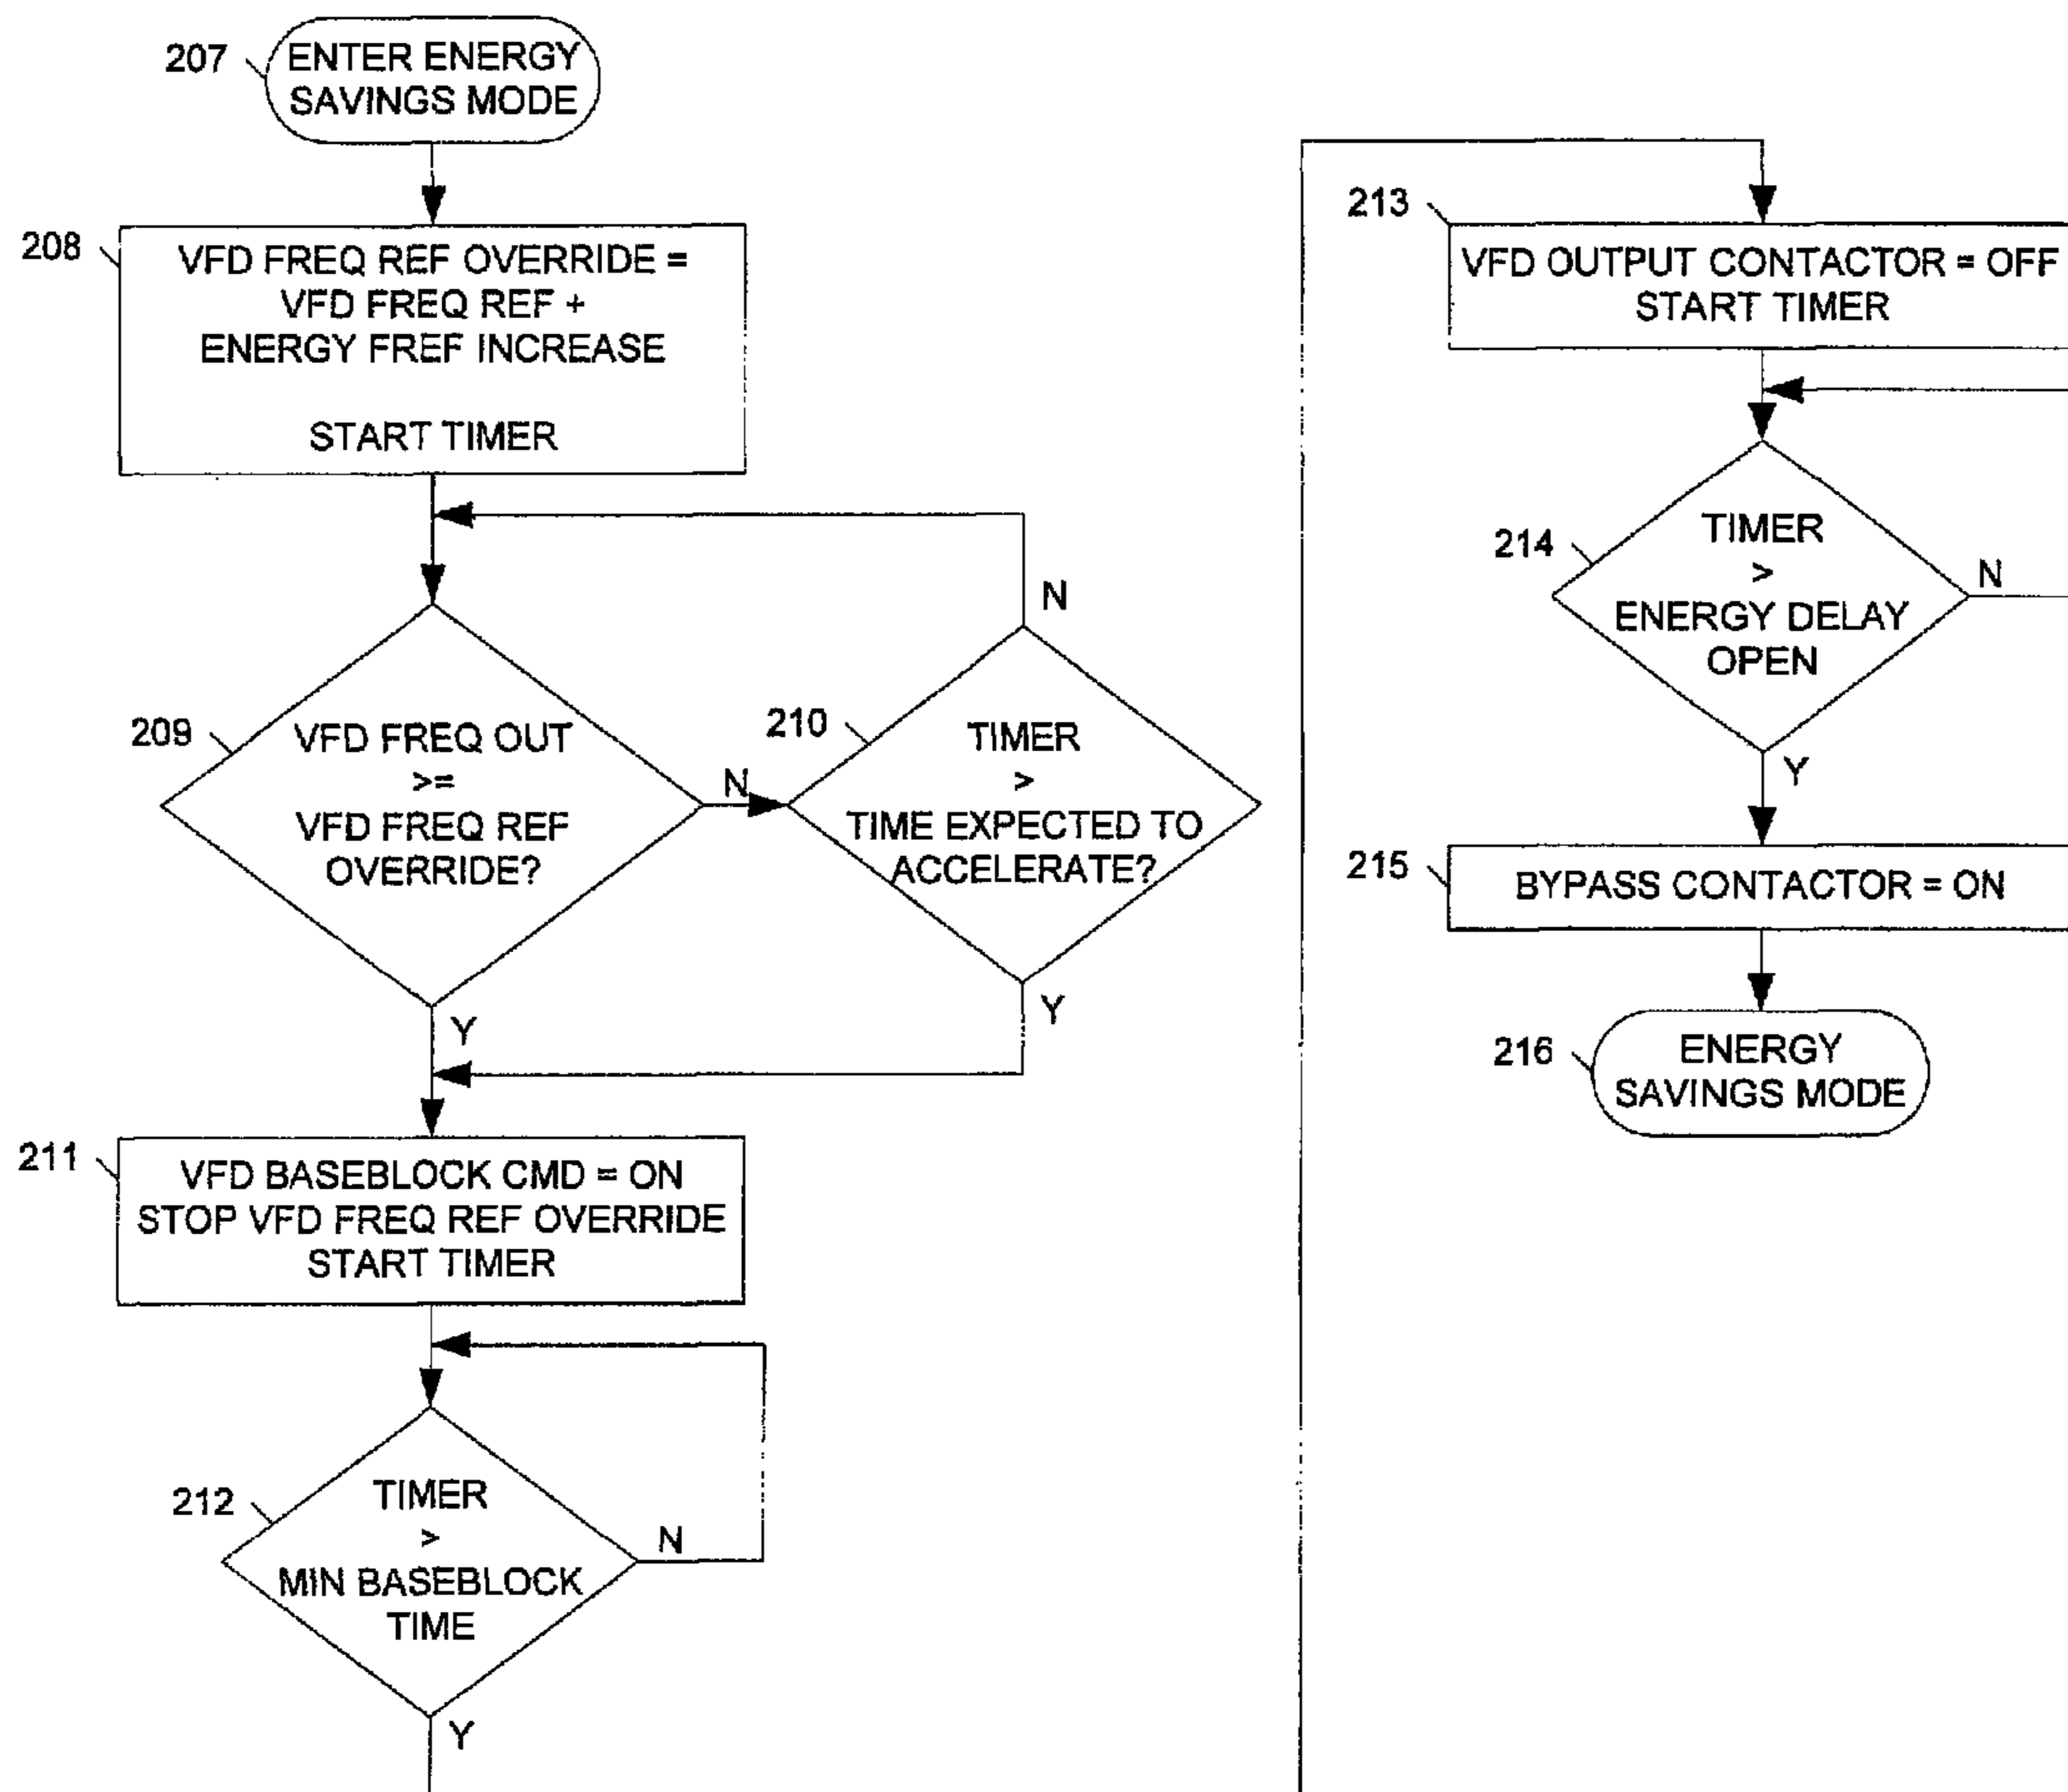 207
ENTER ENERGY
SAVINGS MODE
208
VFD FREQ REF OVERRIDE =
VFD FREQ REF +
ENERGY FREF INCREASE
START TIMER
209
VFD FREQ OUT
>=
VFD FREQ REF
OVERRIDE?
N
Y
210
TIMER
>
TIME EXPECTED TO
ACCELERATE?
N
Y
211
VFD BASEBLOCK CMD = ON
STOP VFD FREQ REF OVERRIDE
START TIMER
212
TIMER
>
MIN BASEBLOCK
TIME
N
Y
213
VFD OUTPUT CONTACTOR = OFF
START TIMER
214
TIMER
>
ENERGY DELAY
OPEN
N
Y
215
BYPASS CONTACTOR = ON
216
ENERGY
SAVINGS MODE